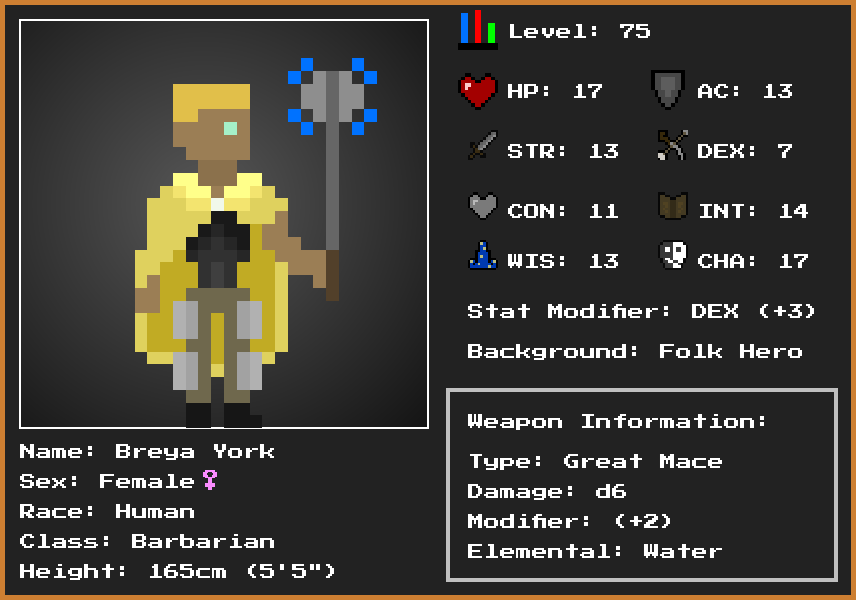 Level: 75
HP: 17 AC: 13
STR: 13 DEX: 7
CON: 11 INT: 14
WIS: 13 CHA: 17
Stat Modifier: DEX (+3)
Background: Folk Hero
Weapon Information:
Type: Great Mace
Damage: d6
Modifier: (+2)
Elemental: Water
Name: Breya York
Sex: Female♀
Race: Human
Class: Barbarian
Height: 165cm (5'5")